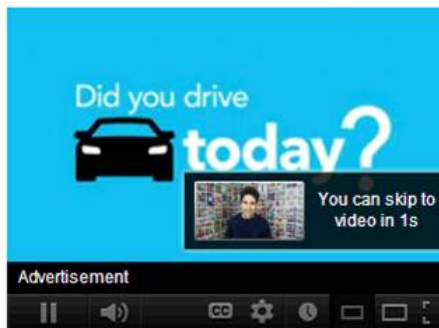 Did you drive
today?
You can skip to
video in 1s
Advertisement
CC